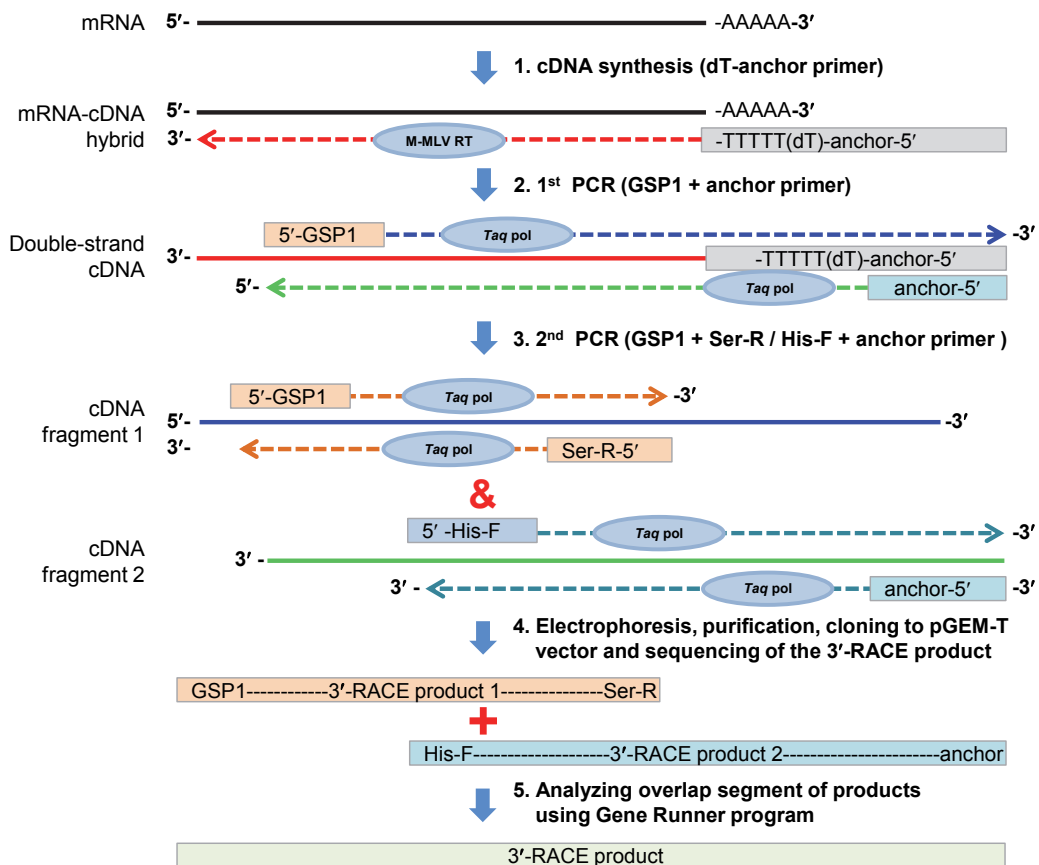 mRNA 5′- -AAAAA-3′
1. cDNA synthesis (dT-anchor primer)
mRNA-cDNA
hybrid
5′- -AAAAA-3′
3′- M-MLV RT -TTTTT(dT)-anchor-5′
2. 1st PCR (GSP1 + anchor primer)
Double-strand
cDNA
5′-GSP1 Taq pol -3′
3′- -TTTTT(dT)-anchor-5′
5′- Taq pol anchor-5′
3. 2nd PCR (GSP1 + Ser-R / His-F + anchor primer )
cDNA
fragment 1
5′-GSP1 Taq pol -3′
5′- -3′
3′- Taq pol Ser-R-5′
&
cDNA
fragment 2
5′ -His-F Taq pol -3′
3′ -
3′ - Taq pol anchor-5′ -3′
4. Electrophoresis, purification, cloning to pGEM-T
vector and sequencing of the 3′-RACE product
GSP1------------3′-RACE product 1---------------Ser-R
+
His-F--------------------3′-RACE product 2-----------------------anchor
5. Analyzing overlap segment of products
using Gene Runner program
3′-RACE product